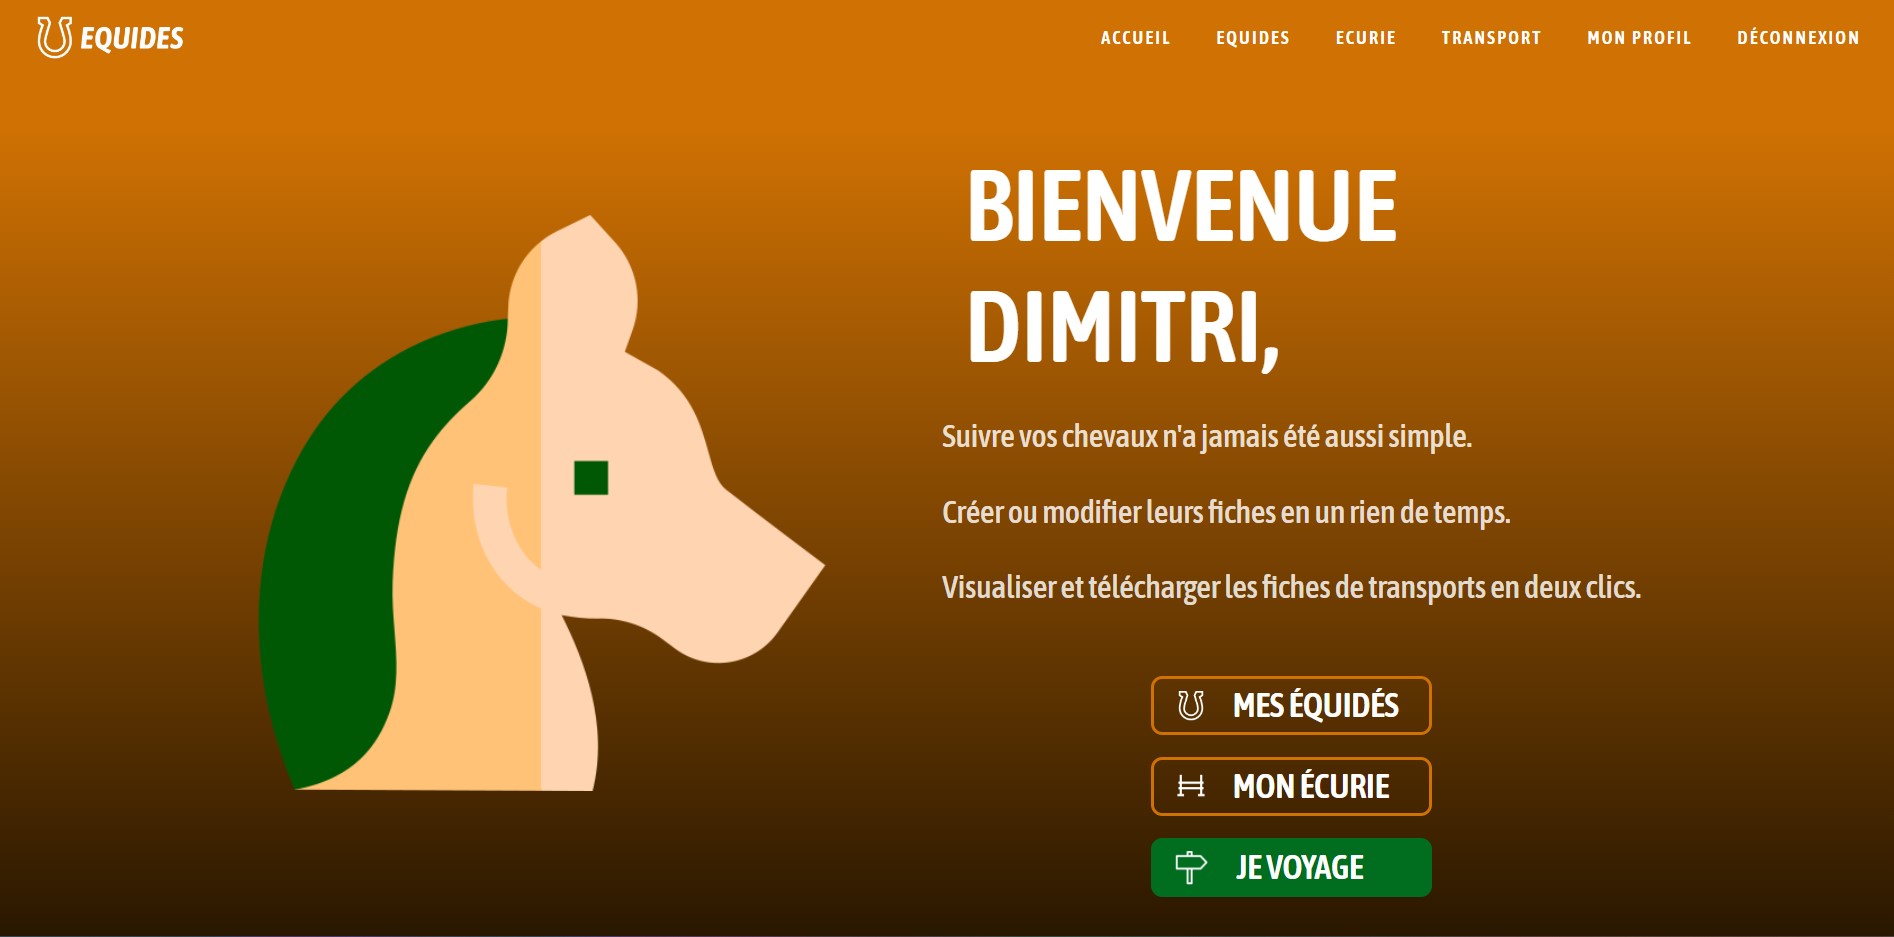 EQUIDES
ACCUEIL EQUIDES ECURIE TRANSPORT MON PROFIL DÉCONNEXION
BIENVENUE
DIMITRI,
Suivre vos chevaux n'a jamais été aussi simple.
Créer ou modifier leurs fiches en un rien de temps.
Visualiser et télécharger les fiches de transports en deux clics.
MES ÉQUIDÉS
MON ÉCURIE
JE VOYAGE